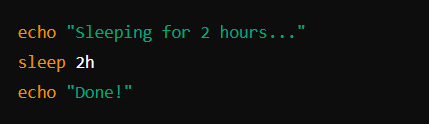 echo "Sleeping for 2 hours..."
sleep 2h
echo "Done!"